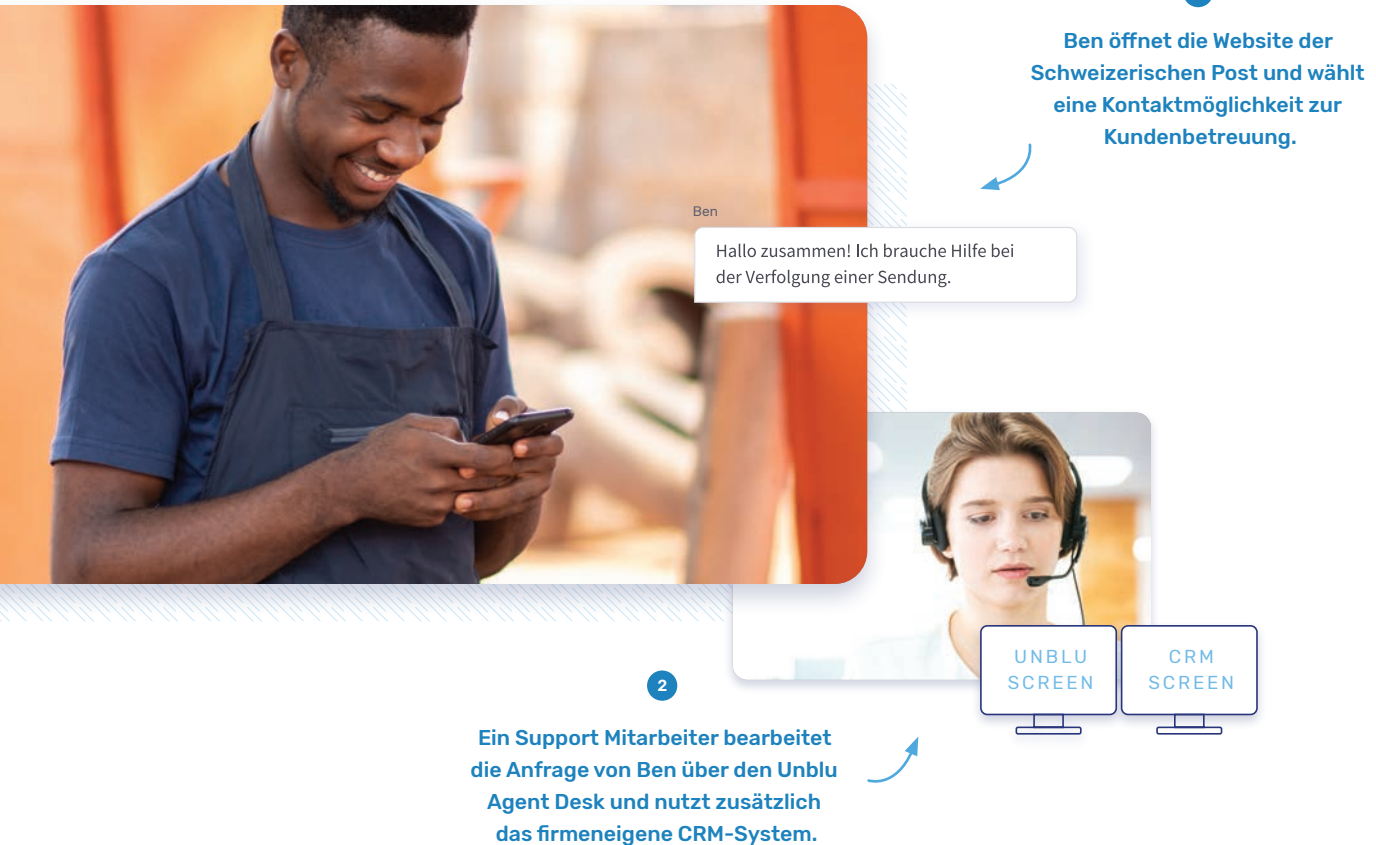 Ben öffnet die Website der
Schweizerischen Post und wählt
eine Kontaktmöglichkeit zur
Kundenbetreuung.
Ben
Hallo zusammen! Ich brauche Hilfe bei
der Verfolgung einer Sendung.
UNBLU
SCREEN
CRM
SCREEN
2
Ein Support Mitarbeiter bearbeitet
die Anfrage von Ben über den Unblu
Agent Desk und nutzt zusätzlich
das firmeneigene CRM-System.